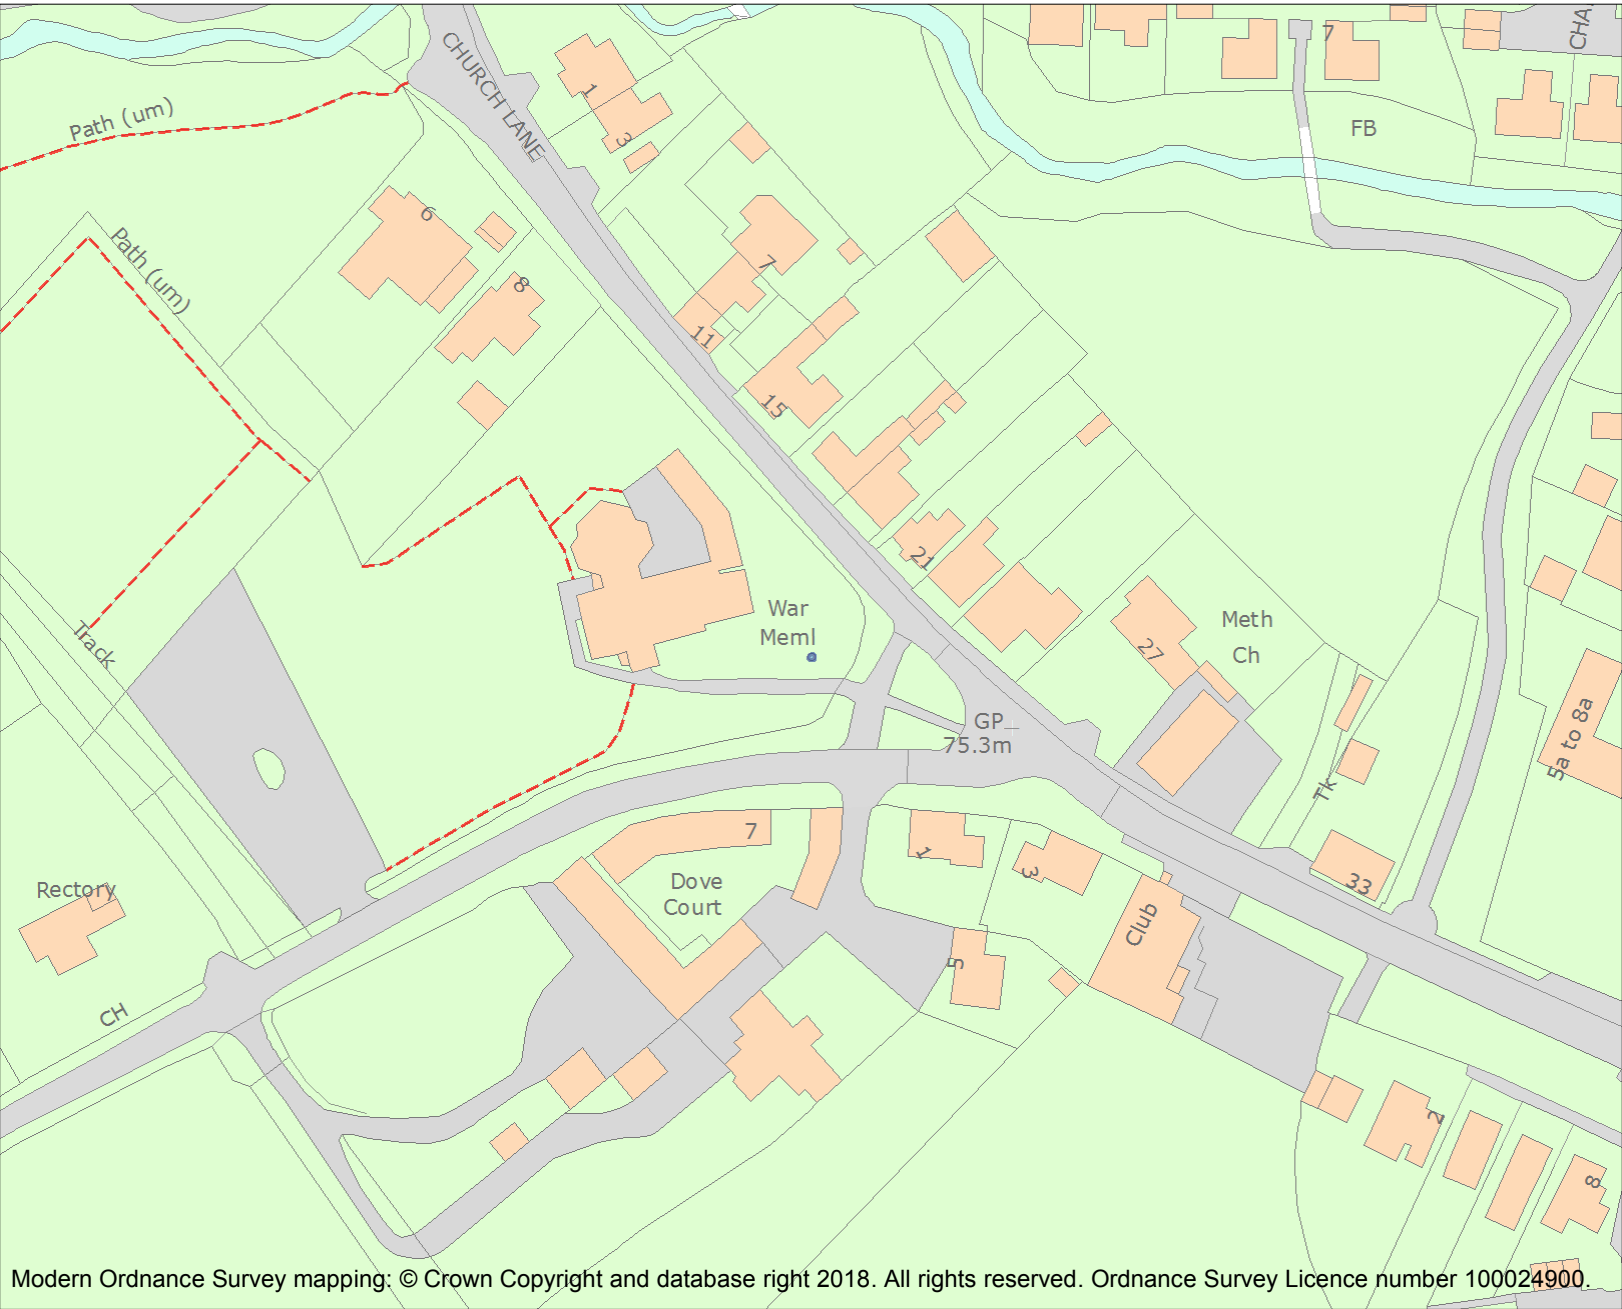 CHURCH LANE
1
3
7
CHA
Path (um)
FB
6
Path (um)
8
7
11
15
21
War
Meml
Meth
Ch
27
Track
GP
75.3m
5a to 8a
Tk
7
1
3
33
Dove
Court
Rectory
Club
5
CH
2
8
Modern Ordnance Survey mapping: © Crown Copyright and database right 2018. All rights reserved. Ordnance Survey Licence number 100024900.